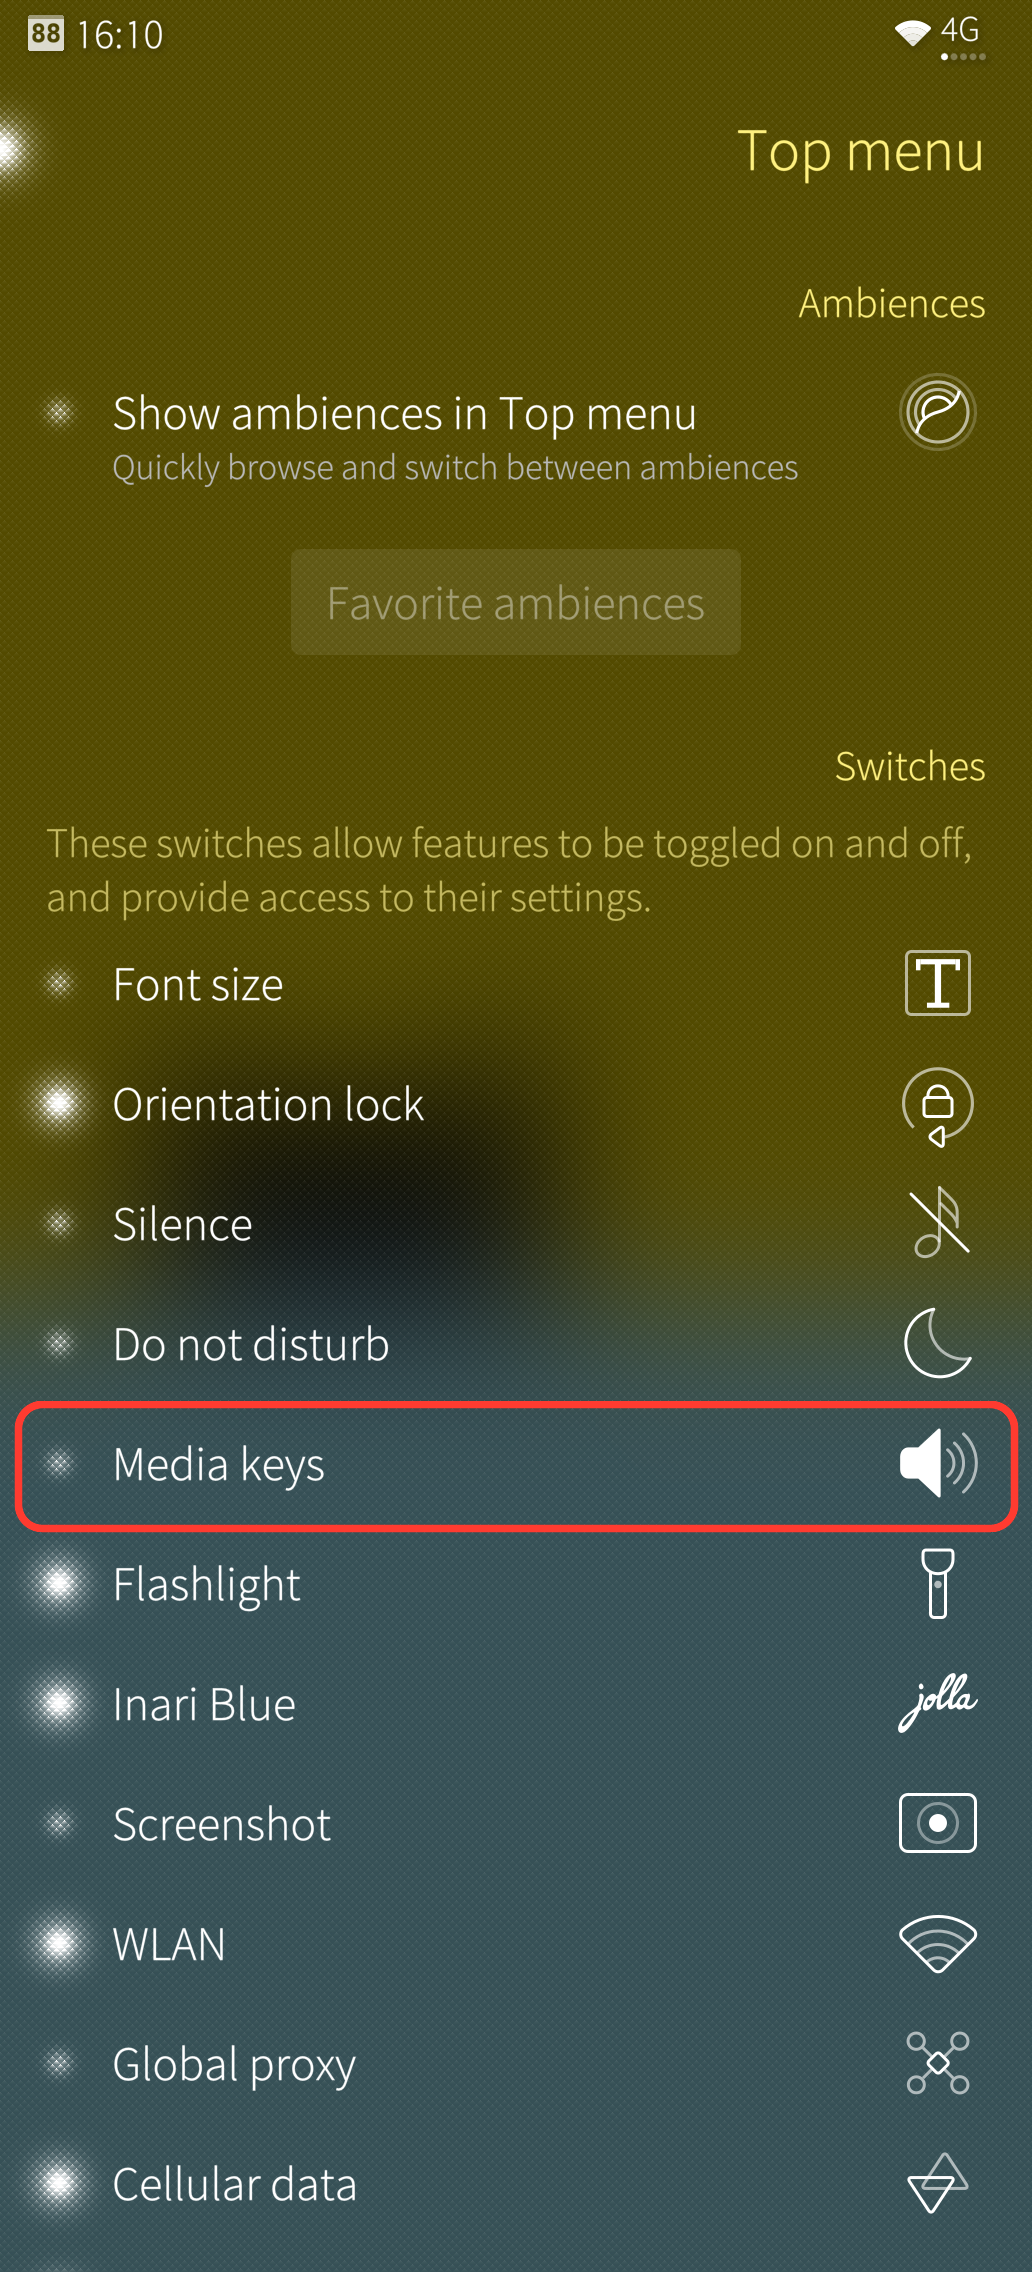 88 16:10 4G
Top menu
Ambiences
Show ambiences in Top menu
Quickly browse and switch between ambiences
Favorite ambiences
Switches
These switches allow features to be toggled on and off,
and provide access to their settings.
Font size T
Orientation lock
Silence
Do not disturb
Media keys
Flashlight
Inari Blue jolla
Screenshot
WLAN
Global proxy
Cellular data